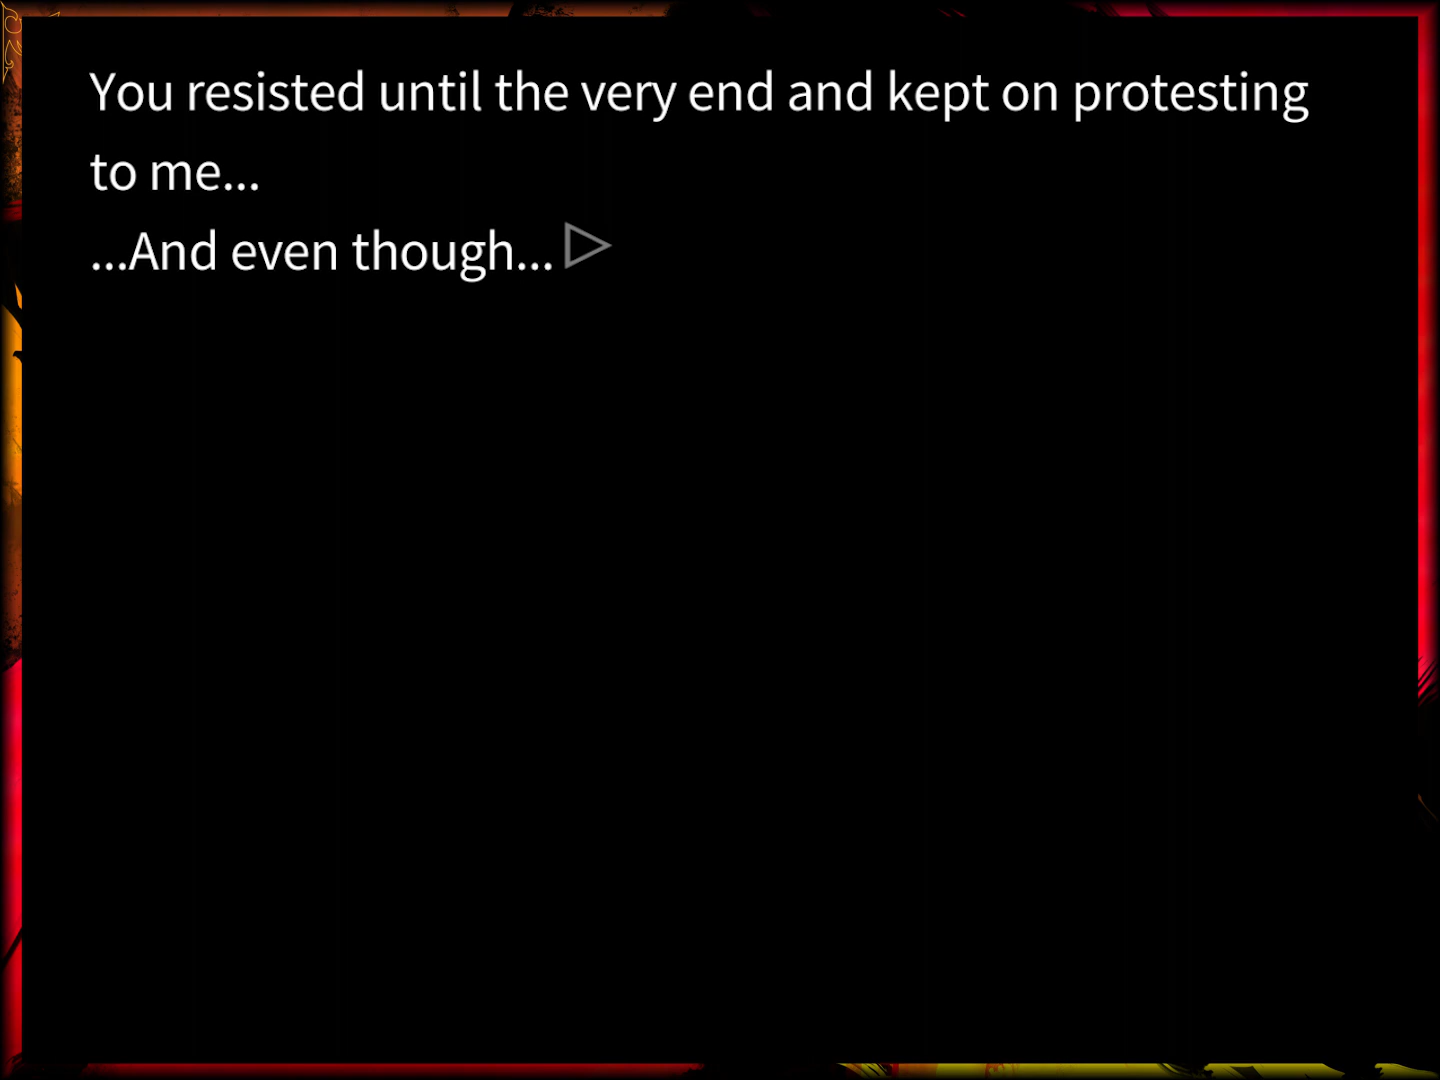 You resisted until the very end and kept on protesting
to me...
...And even though...